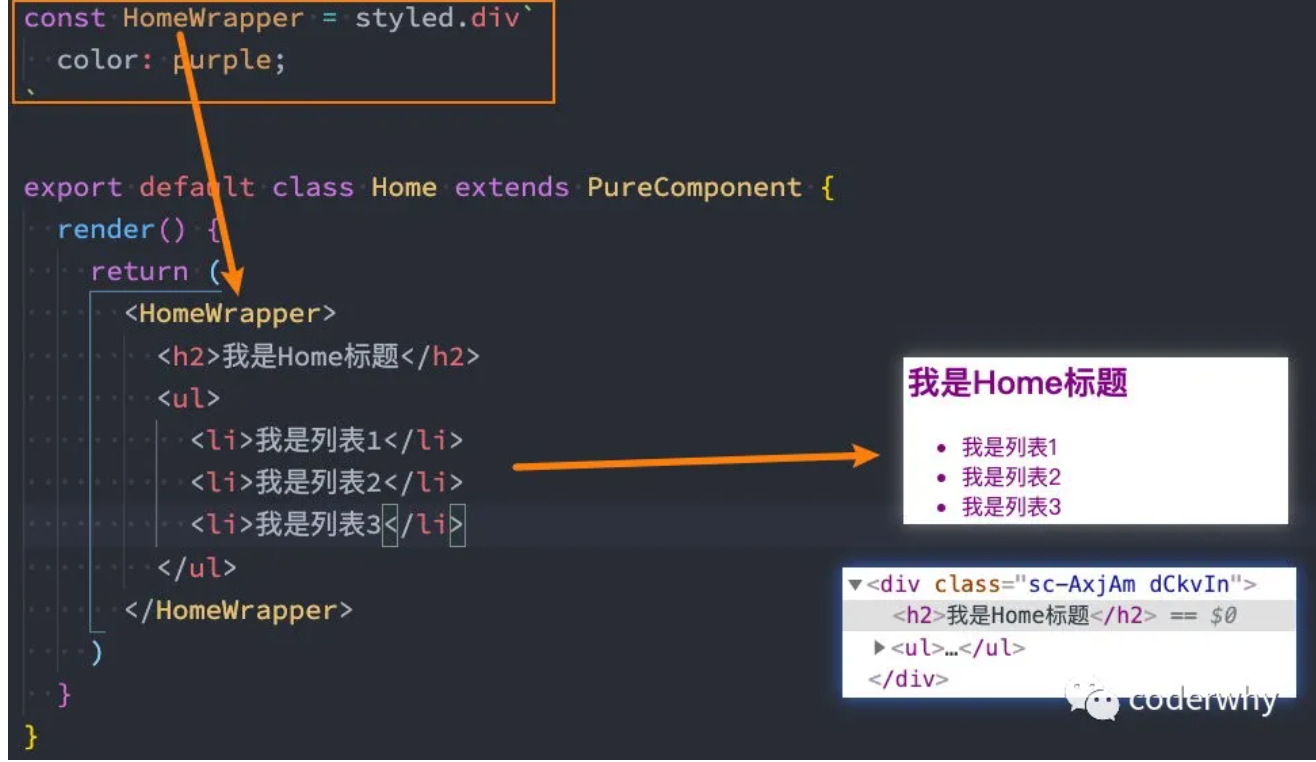 const HomeWrapper = styled.div`
color: purple;
`
export default class Home extends PureComponent {
render() {
return (
<HomeWrapper>
<h2>我是Home标题</h2>
<ul>
<li>我是列表1</li>
<li>我是列表2</li>
<li>我是列表3</li>
</ul>
</HomeWrapper>
)
}
}
我是Home标题
• 我是列表1
• 我是列表2
• 我是列表3
▼<div class="sc-AxjAm dCkvIn">
<h2>我是Home标题</h2> == $0
▶<ul>…</ul>
</div>
coderwhy